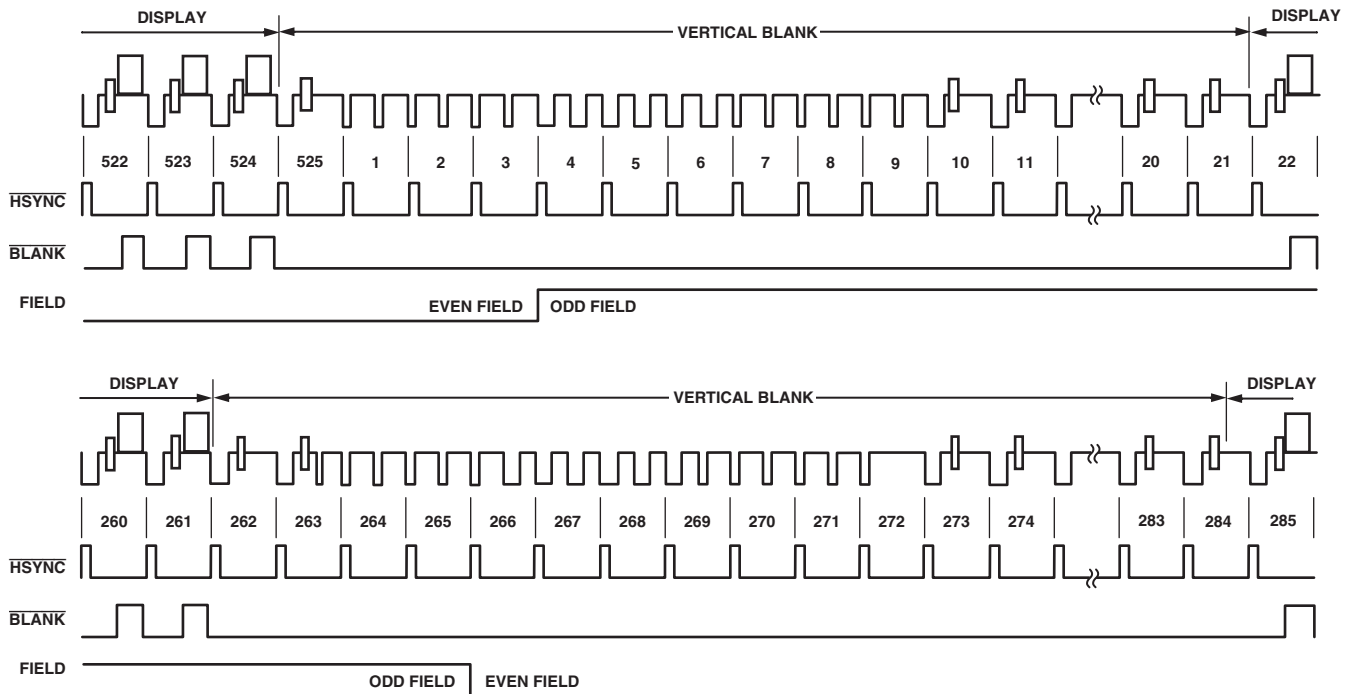 DISPLAY VERTICAL BLANK DISPLAY
522 523 524 525 1 2 3 4 5 6 7 8 9 10 11 20 21 22
HSYNC
BLANK
FIELD EVEN FIELD ODD FIELD
DISPLAY VERTICAL BLANK DISPLAY
260 261 262 263 264 265 266 267 268 269 270 271 272 273 274 283 284 285
HSYNC
BLANK
FIELD ODD FIELD EVEN FIELD